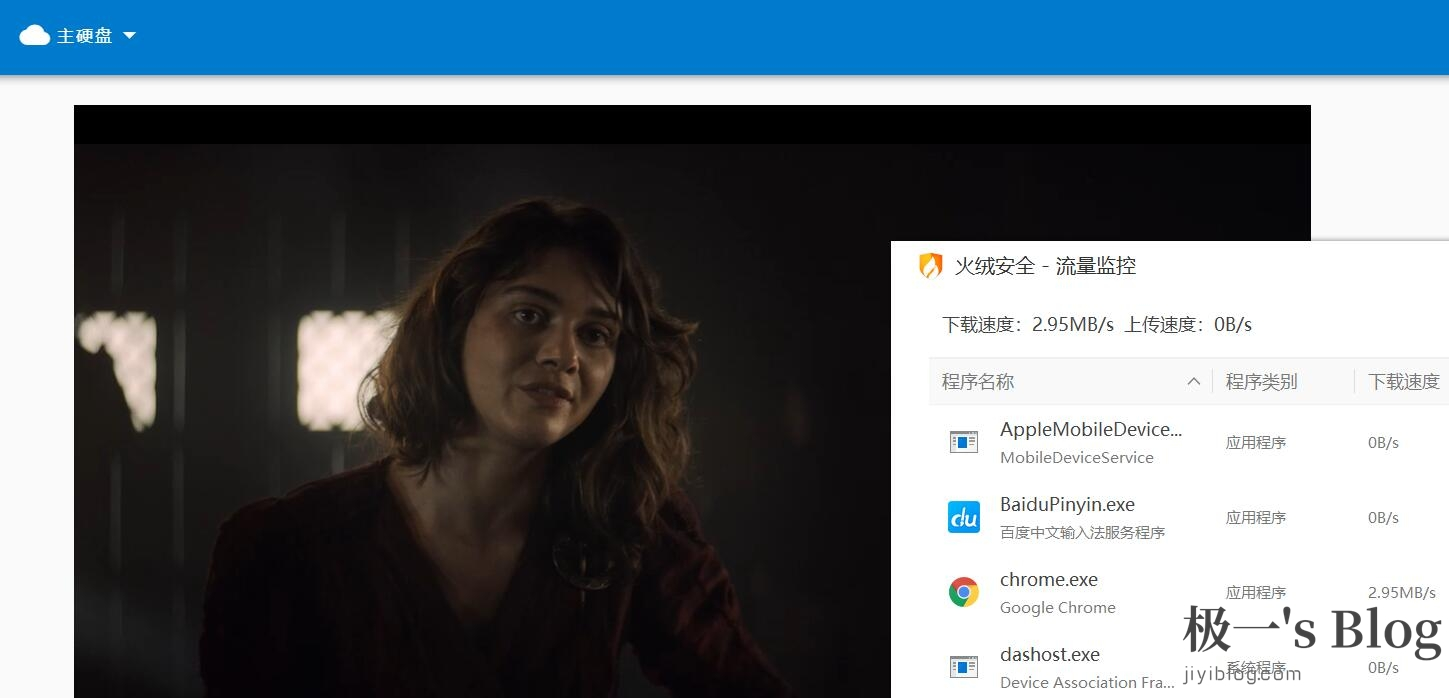 主硬盘
火绒安全 - 流量监控
下载速度：2.95MB/s 上传速度：0B/s
程序名称 程序类别 下载速度
AppleMobileDevice... 应用程序 0B/s
MobileDeviceService
du
BaiduPinyin.exe 应用程序 0B/s
百度中文输入法服务程序
chrome.exe 应用程序 2.95MB/s
Google Chrome
极一's Blog
dashost.exe 系统程序 0B/s
Device Association Fra...
jiyiblog.com